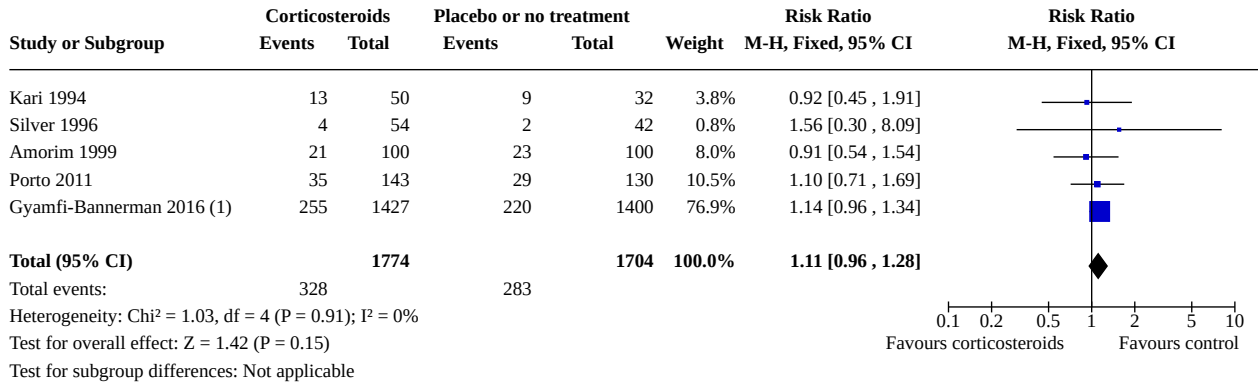 Corticosteroids Placebo or no treatment Risk Ratio Risk Ratio
Study or Subgroup Events Total Events Total Weight M-H, Fixed, 95% CI M-H, Fixed, 95% CI
Kari 1994 13 50 9 32 3.8% 0.92 [0.45 , 1.91]
Silver 1996 4 54 2 42 0.8% 1.56 [0.30 , 8.09]
Amorim 1999 21 100 23 100 8.0% 0.91 [0.54 , 1.54]
Porto 2011 35 143 29 130 10.5% 1.10 [0.71 , 1.69]
Gyamfi-Bannerman 2016 (1) 255 1427 220 1400 76.9% 1.14 [0.96 , 1.34]
Total (95% CI) 1774 1704 100.0% 1.11 [0.96 , 1.28]
Total events: 328 283
Heterogeneity: Chi² = 1.03, df = 4 (P = 0.91); I² = 0%
0.1 0.2 0.5 1 2 5 10
Test for overall effect: Z = 1.42 (P = 0.15)
Favours corticosteroids Favours control
Test for subgroup differences: Not applicable